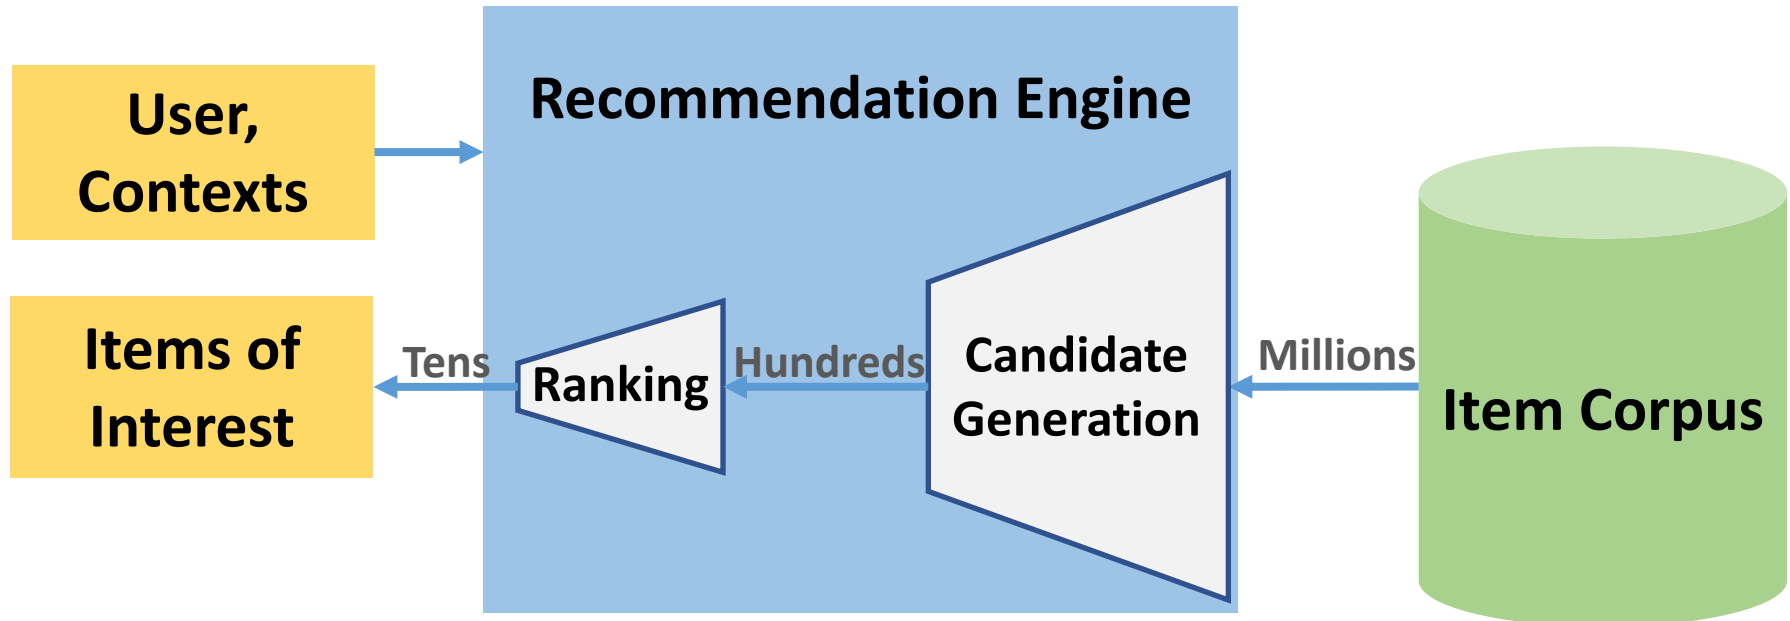 User,
Contexts
Recommendation Engine
Items of
Interest
Tens
Ranking
Hundreds
Candidate
Generation
Millions
Item Corpus